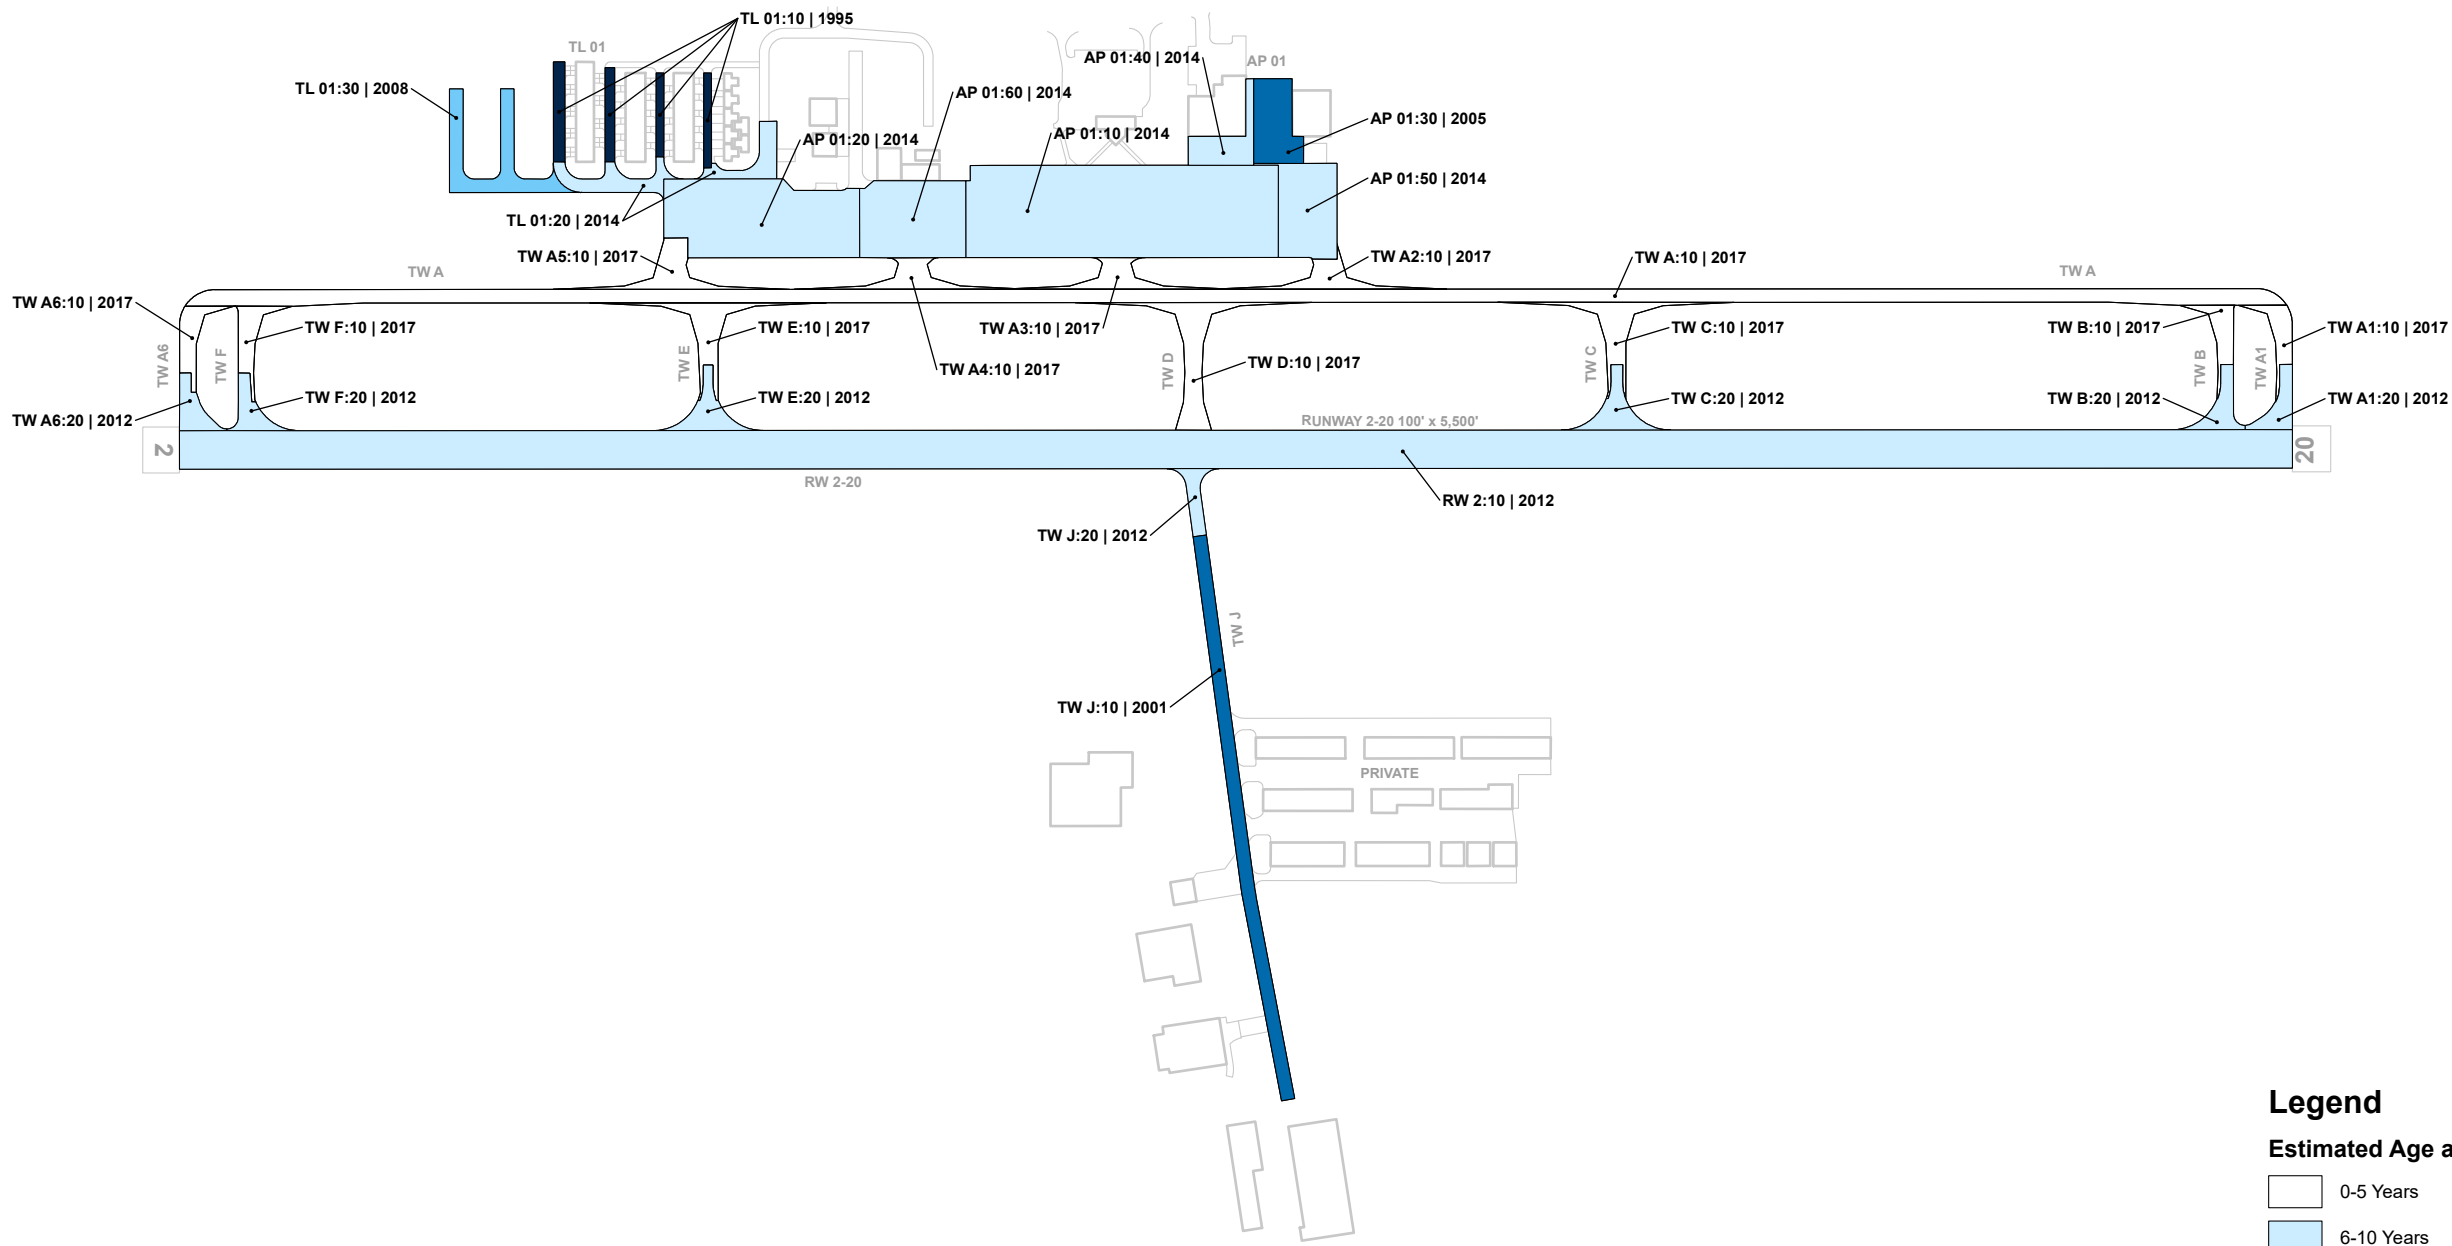 TL 01:10 | 1995
TL 01
AP 01:40 | 2014
AP 01
TL 01:30 | 2008
AP 01:60 | 2014
AP 01:30 | 2005
AP 01:20 | 2014
AP 01:10 | 2014
AP 01:50 | 2014
TL 01:20 | 2014
TW A5:10 | 2017
TW A2:10 | 2017
TW A:10 | 2017
TW A
TW A
TW A6:10 | 2017
TW F:10 | 2017
TW E:10 | 2017
TW A3:10 | 2017
TW C:10 | 2017
TW B:10 | 2017
TW A1:10 | 2017
TW A6
TW F
TW E
TW A4:10 | 2017
TW D
TW D:10 | 2017
TW C
TW B
TW A1
TW A6:20 | 2012
TW F:20 | 2012
TW E:20 | 2012
TW C:20 | 2012
TW B:20 | 2012
TW A1:20 | 2012
RUNWAY 2-20 100' x 5,500'
2
20
RW 2-20
RW 2:10 | 2012
TW J:20 | 2012
TW J
TW J:10 | 2001
PRIVATE
Legend
Estimated Age a
0-5 Years
6-10 Years